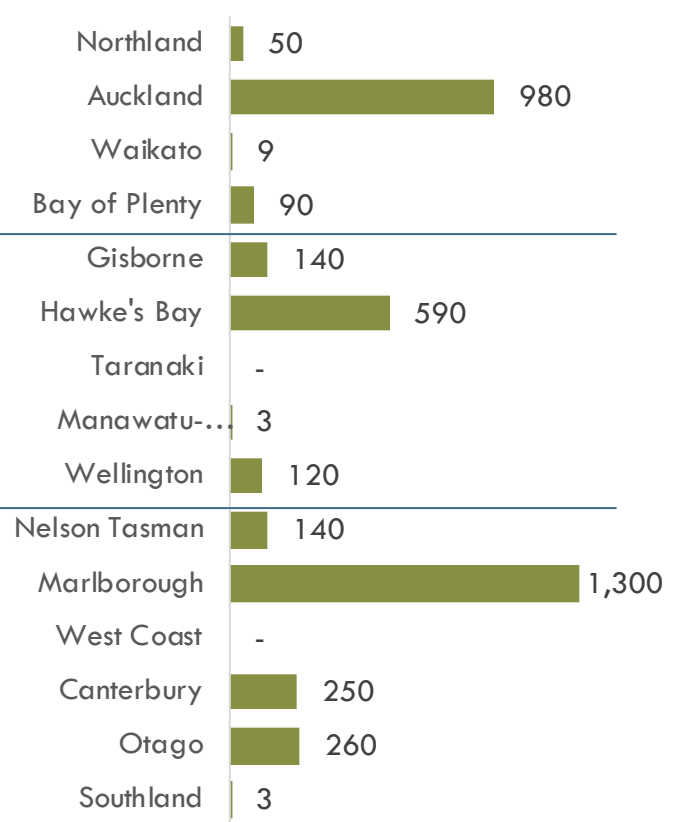 Northland 50
Auckland 980
Waikato 9
Bay of Plenty 90
Gisborne 140
Hawke's Bay 590
Taranaki -
Manawatu-... 3
Wellington 120
Nelson Tasman 140
Marlborough 1,300
West Coast -
Canterbury 250
Otago 260
Southland 3